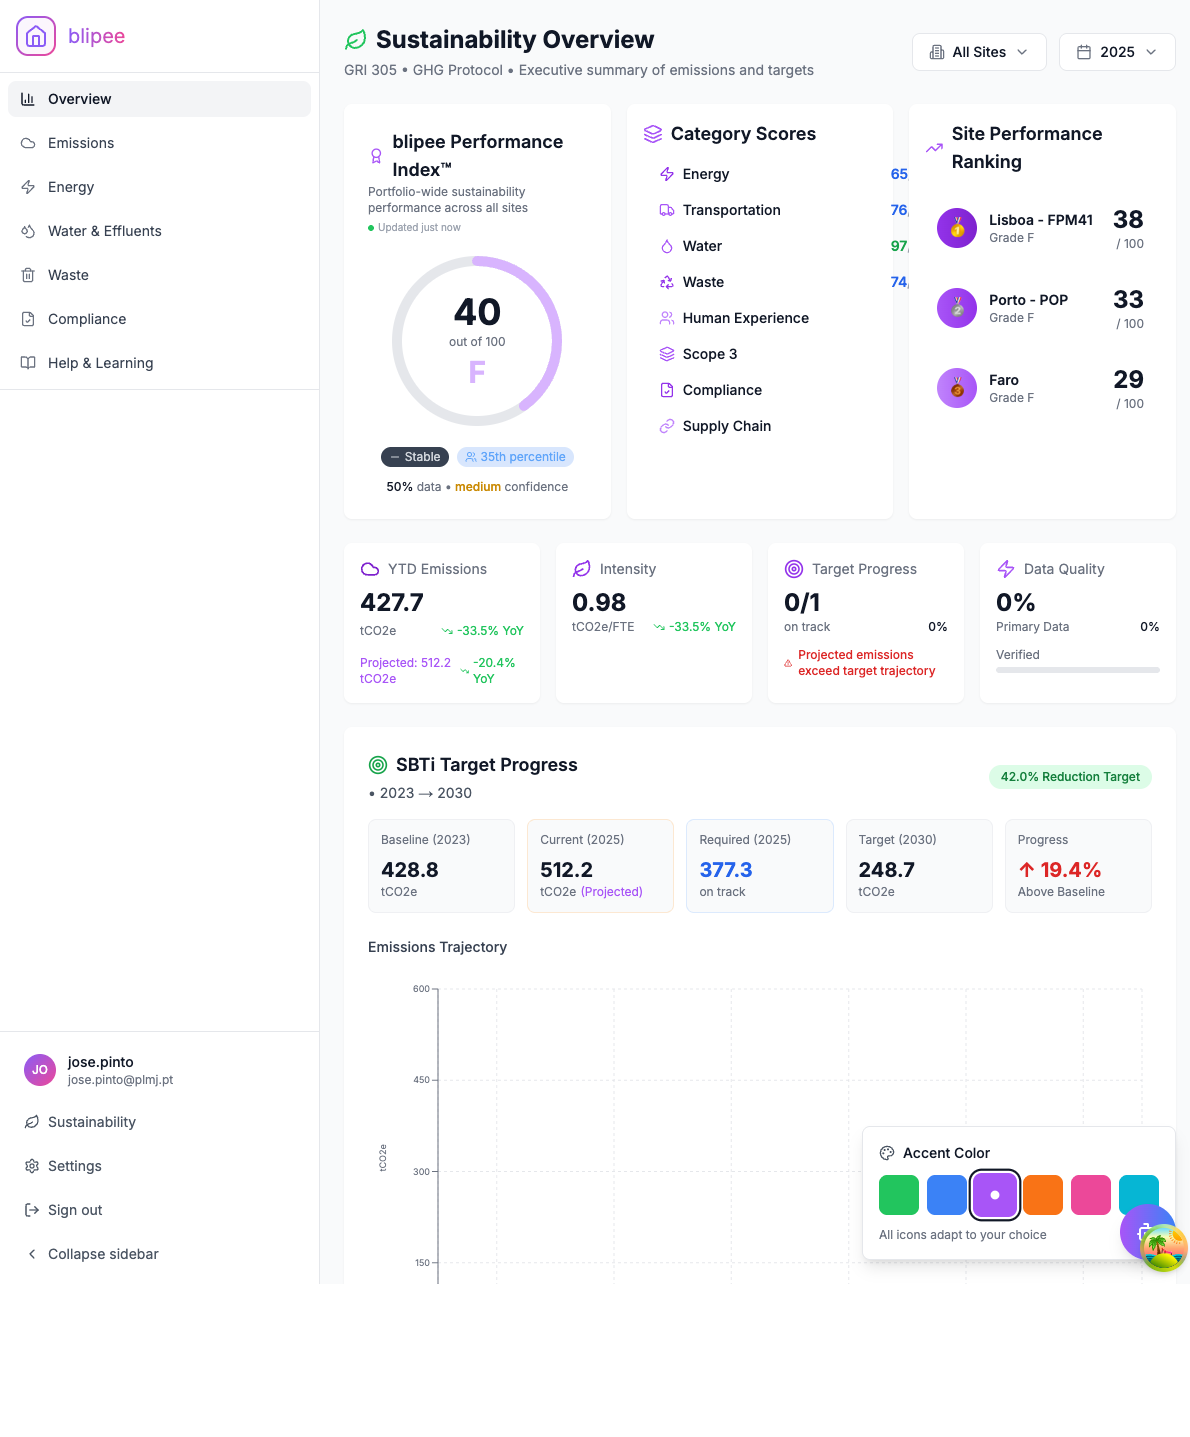 blipee
Overview
Emissions
Energy
Water & Effluents
Waste
Compliance
Help & Learning
jose.pinto
JO
jose.pinto@plmj.pt
Sustainability
Settings
Sign out
Collapse sidebar
Sustainability Overview
GRI 305 • GHG Protocol • Executive summary of emissions and targets
All Sites
2025
blipee Performance
Index™
Portfolio-wide sustainability
performance across all sites
Updated just now
40
out of 100
F
Stable
35th percentile
50% data • medium confidence
Category Scores
Energy 65
Transportation 76
Water 97
Waste 74
Human Experience
Scope 3
Compliance
Supply Chain
Site Performance
Ranking
1
Lisboa - FPM41 38
Grade F / 100
2
Porto - POP 33
Grade F / 100
3
Faro 29
Grade F / 100
YTD Emissions
427.7
tCO2e -33.5% YoY
Projected: 512.2 -20.4%
tCO2e YoY
Intensity
0.98
tCO2e/FTE -33.5% YoY
Target Progress
0/1
on track 0%
Projected emissions
exceed target trajectory
Data Quality
0%
Primary Data 0%
Verified
SBTi Target Progress
• 2023 → 2030
42.0% Reduction Target
Baseline (2023)
428.8
tCO2e
Current (2025)
512.2
tCO2e (Projected)
Required (2025)
377.3
on track
Target (2030)
248.7
tCO2e
Progress
↑ 19.4%
Above Baseline
Emissions Trajectory
600
450
300
150
tCO2e
Accent Color
All icons adapt to your choice